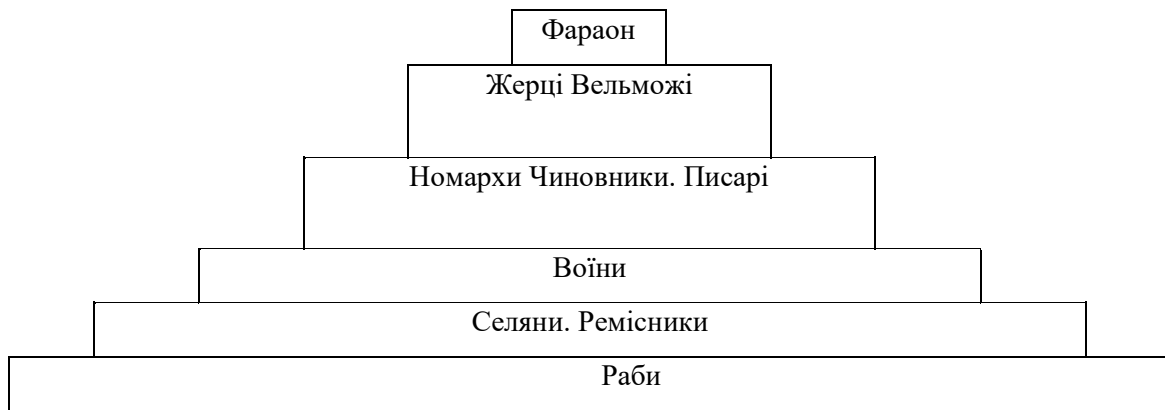 Фараон
Жерці Вельможі
Номархи Чиновники. Писарі
Воїни
Селяни. Ремісники
Раби